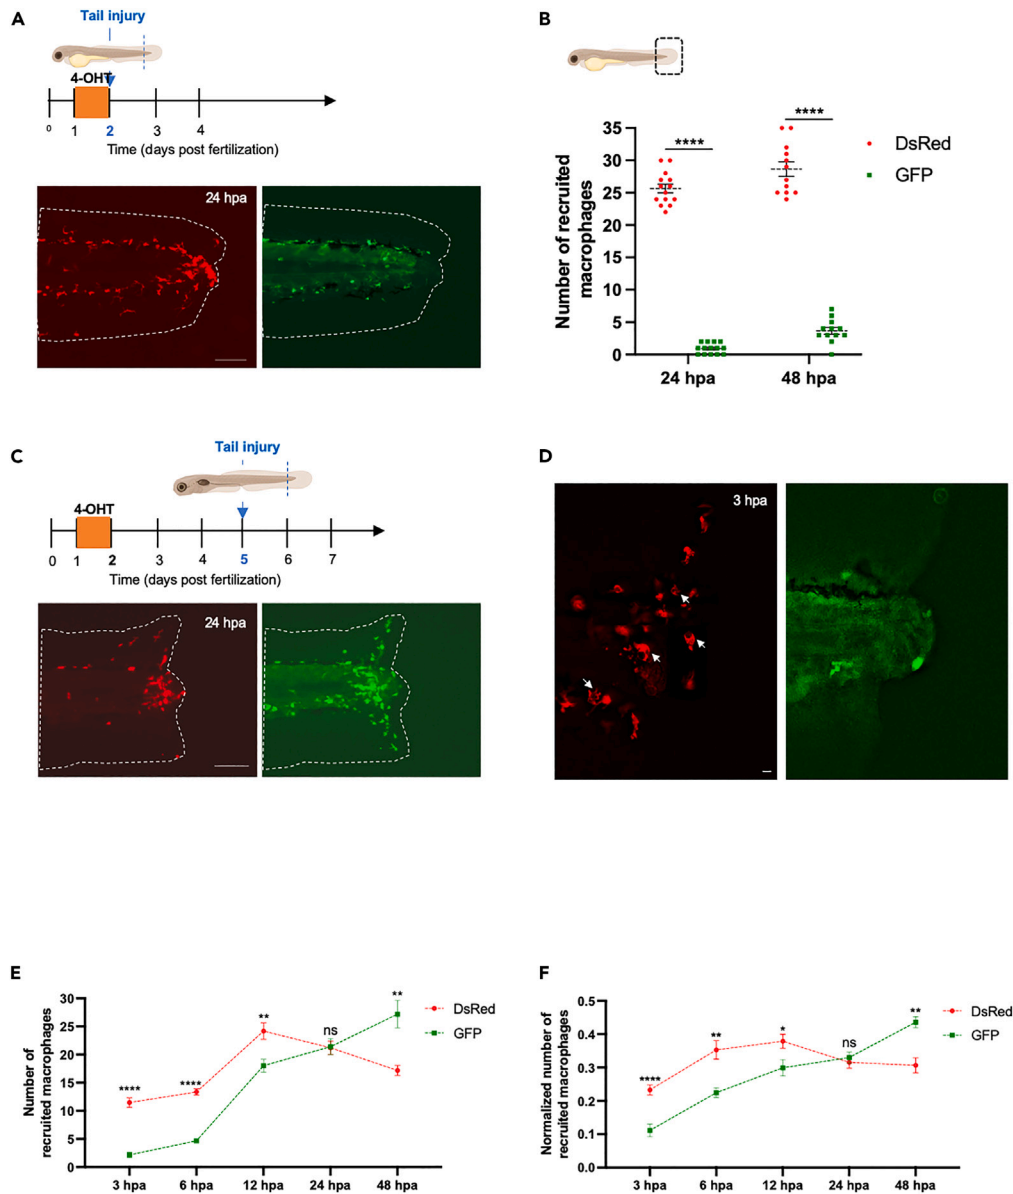 A
Tail injury
4-OHT
0 1 2 3 4
Time (days post fertilization)
24 hpa
B
Number of recruited
macrophages
35
30
25
20
15
10
5
0
****
****
24 hpa 48 hpa
DsRed
GFP
C
Tail injury
4-OHT
0 1 2 3 4 5 6 7
Time (days post fertilization)
24 hpa
D
3 hpa
E
Number of
recruited macrophages
30
25
20
15
10
5
0
****
****
**
ns
**
3 hpa 6 hpa 12 hpa 24 hpa 48 hpa
DsRed
GFP
F
Normalized number of
recruited macrophages
0.5
0.4
0.3
0.2
0.1
0.0
****
**
*
ns
**
3 hpa 6 hpa 12 hpa 24 hpa 48 hpa
DsRed
GFP